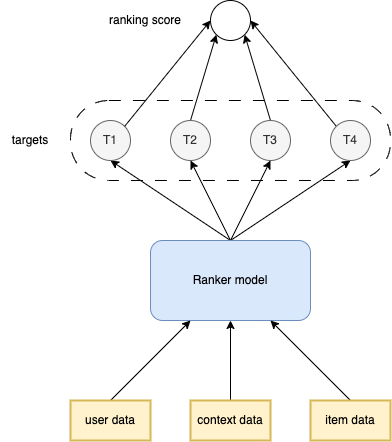 ranking score
targets
T1
T2
T3
T4
Ranker model
user data
context data
item data